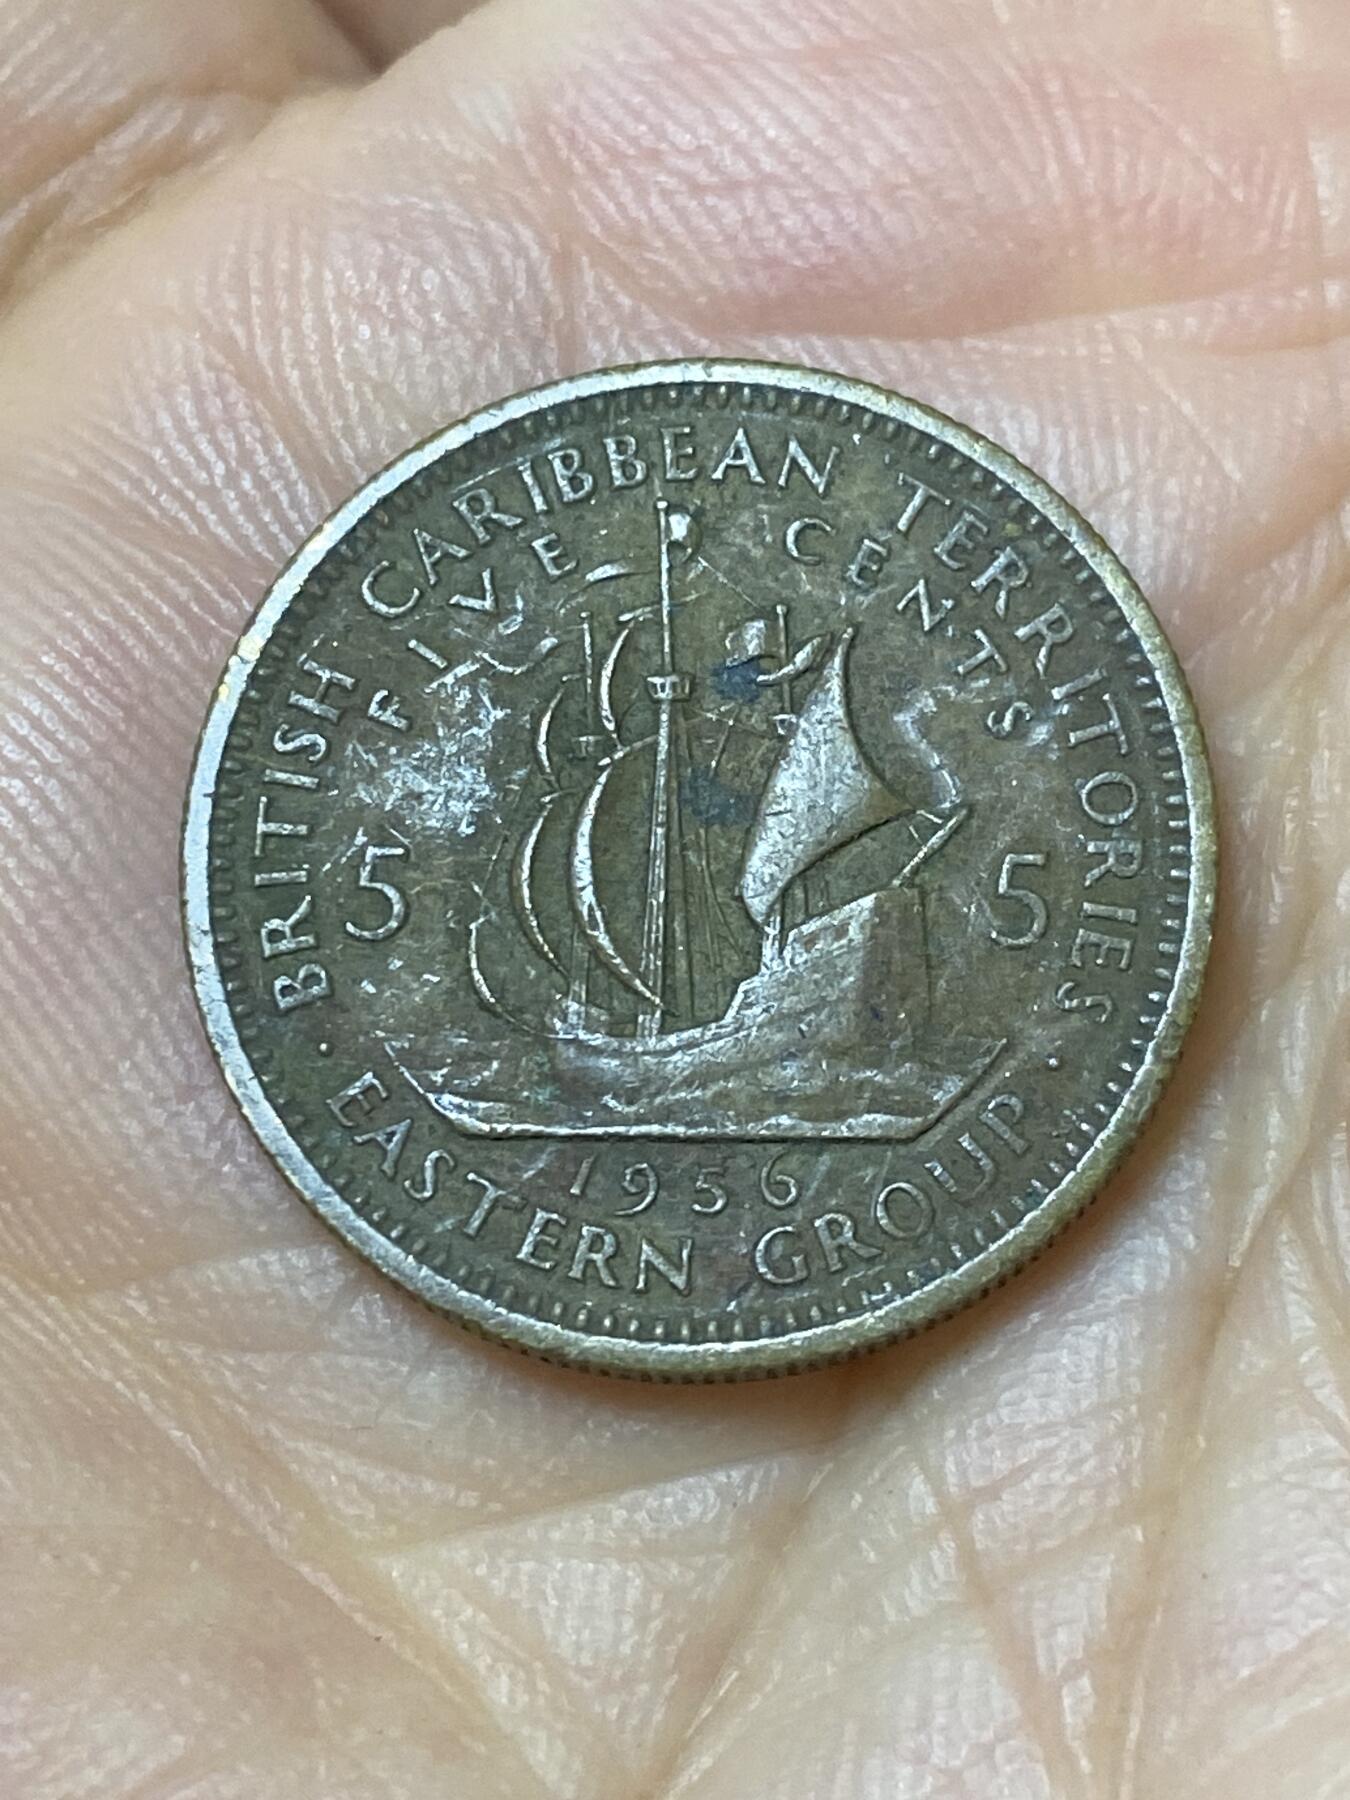 BRITISH CARIBBEAN TERRITORIES
FIVE CENTS
5 5
1956
· EASTERN GROUP ·